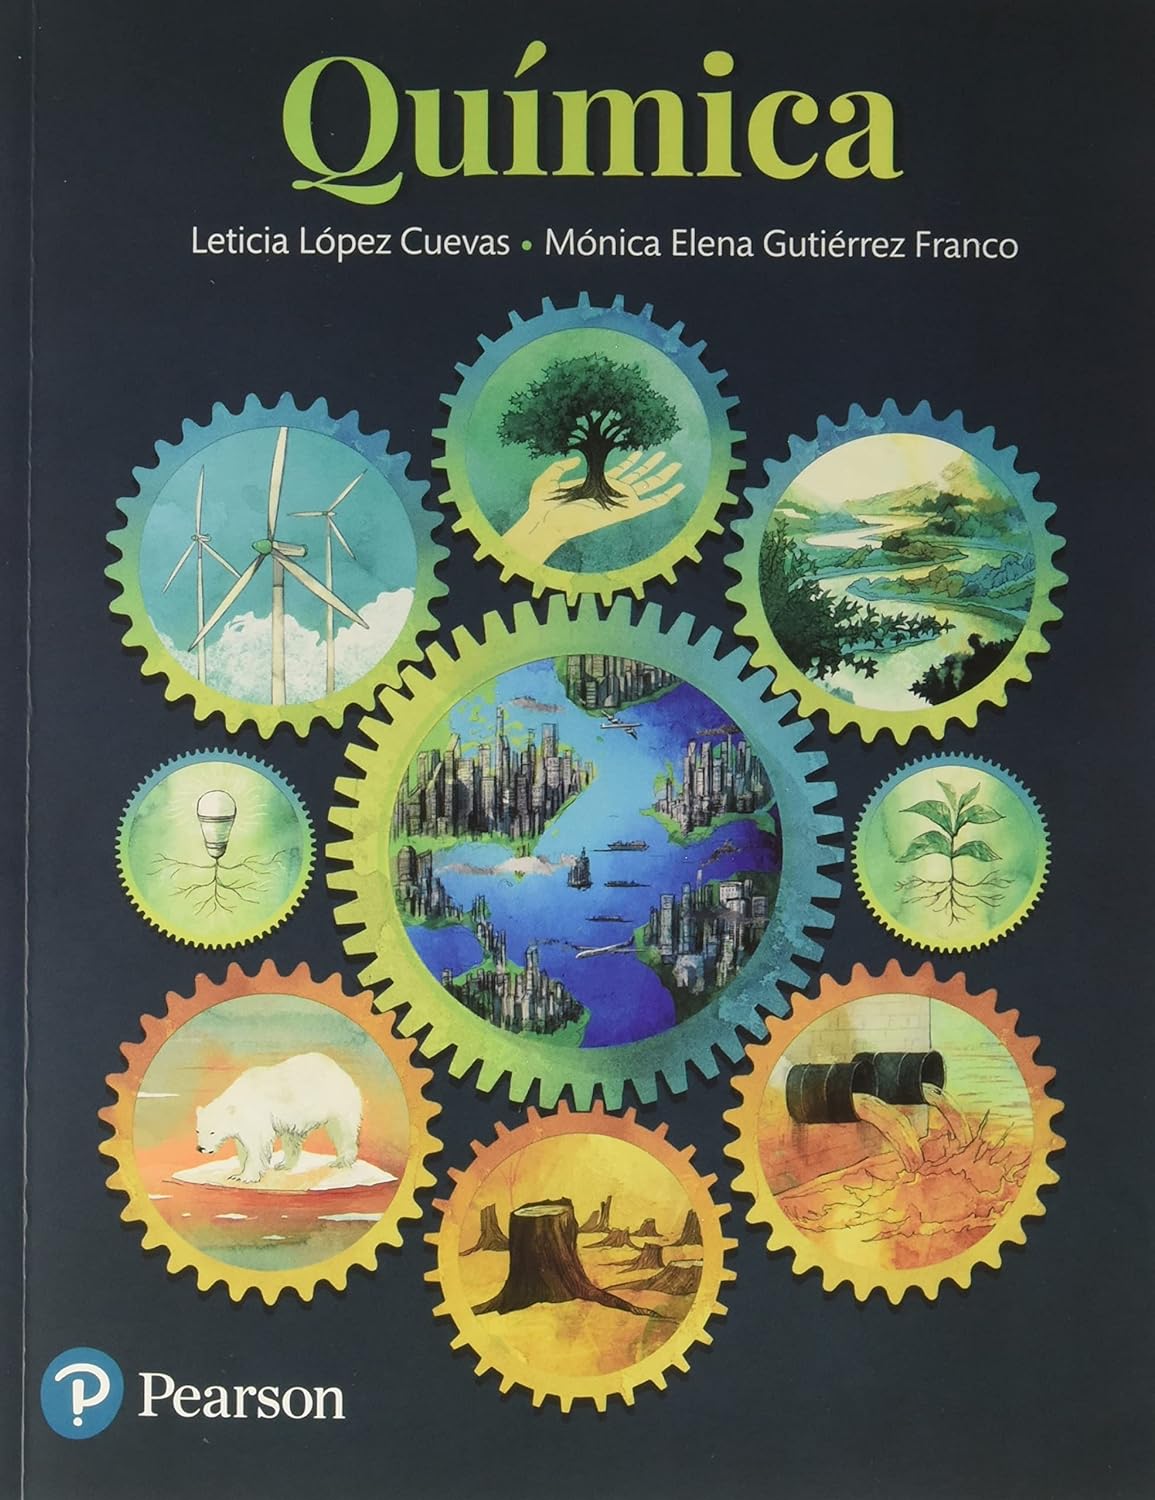 Química
Leticia López Cuevas • Mónica Elena Gutiérrez Franco
Pearson